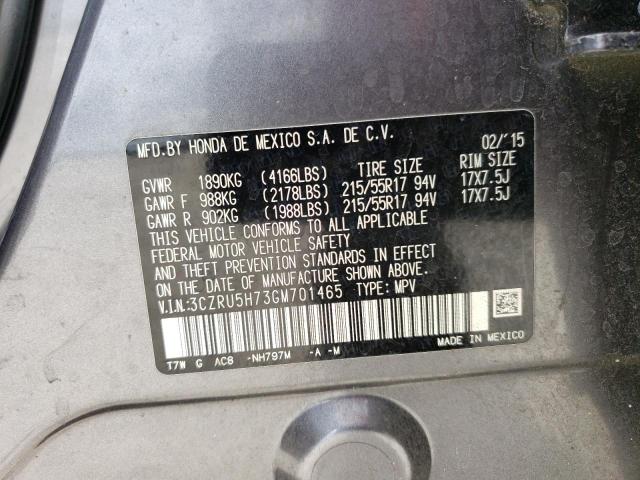 MFD.BY HONDA DE MEXICO S.A. DE C.V. 02/'15
GVWR 1890KG (4166LBS) TIRE SIZE RIM SIZE
GAWR F 988KG (2178LBS) 215/55R17 94V 17X7.5J
GAWR R 902KG (1988LBS) 215/55R17 94V 17X7.5J
THIS VEHICLE CONFORMS TO ALL APPLICABLE
FEDERAL MOTOR VEHICLE SAFETY
AND THEFT PREVENTION STANDARDS IN EFFECT
ON THE DATE OF MANUFACTURE SHOWN ABOVE.
V.I.N:3CZRU5H73GM701465 TYPE: MPV
T7W G AC8 -NH797M -A -M
MADE IN MEXICO